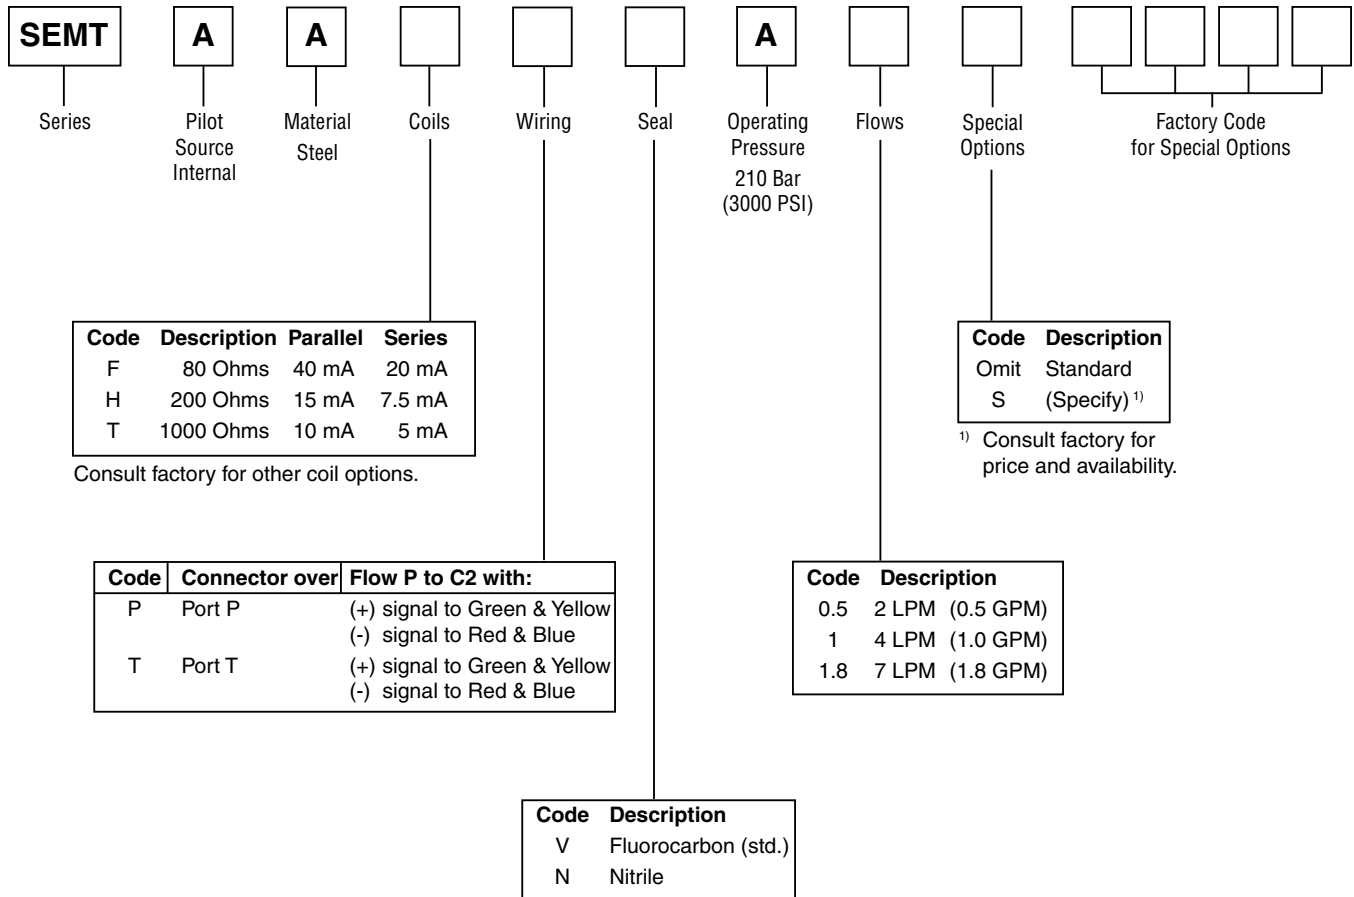 SEMT A A A
Series
Pilot
Source
Internal
Material
Steel
Coils
Wiring
Seal
Operating
Pressure
210 Bar
(3000 PSI)
Flows
Special
Options
Factory Code
for Special Options
Code Description Parallel Series
F 80 Ohms 40 mA 20 mA
H 200 Ohms 15 mA 7.5 mA
T 1000 Ohms 10 mA 5 mA
Consult factory for other coil options.
Code Description
Omit Standard
S (Specify) 1)
1) Consult factory for
price and availability.
Code Connector over Flow P to C2 with:
P Port P (+) signal to Green & Yellow
(-) signal to Red & Blue
T Port T (+) signal to Green & Yellow
(-) signal to Red & Blue
Code Description
0.5 2 LPM (0.5 GPM)
1 4 LPM (1.0 GPM)
1.8 7 LPM (1.8 GPM)
Code Description
V Fluorocarbon (std.)
N Nitrile